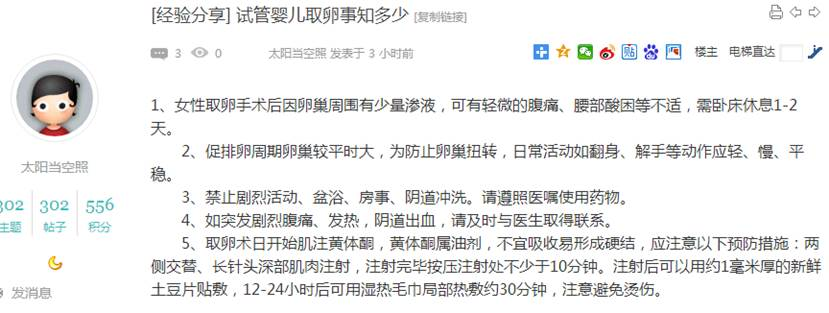 [经验分享] 试管婴儿取卵事知多少 [复制链接]
3 0 太阳当空照 发表于 3 小时前 楼主 电梯直达
太阳当空照
302 302 556
主题 帖子 积分
发消息
1、女性取卵手术后因卵巢周围有少量渗液，可有轻微的腹痛、腰部酸困等不适，需卧床休息1-2
天。
2、促排卵周期卵巢较平时大，为防止卵巢扭转，日常活动如翻身、解手等动作应轻、慢、平
稳。
3、禁止剧烈活动、盆浴、房事、阴道冲洗。请遵照医嘱使用药物。
4、如突发剧烈腹痛、发热，阴道出血，请及时与医生取得联系。
5、取卵术日开始肌注黄体酮，黄体酮属油剂，不宜吸收易形成硬结，应注意以下预防措施：两
侧交替、长针头深部肌肉注射，注射完毕按压注射处不少于10分钟。注射后可以用约1毫米厚的新鲜
土豆片贴敷，12-24小时后可用湿热毛巾局部热敷约30分钟，注意避免烫伤。